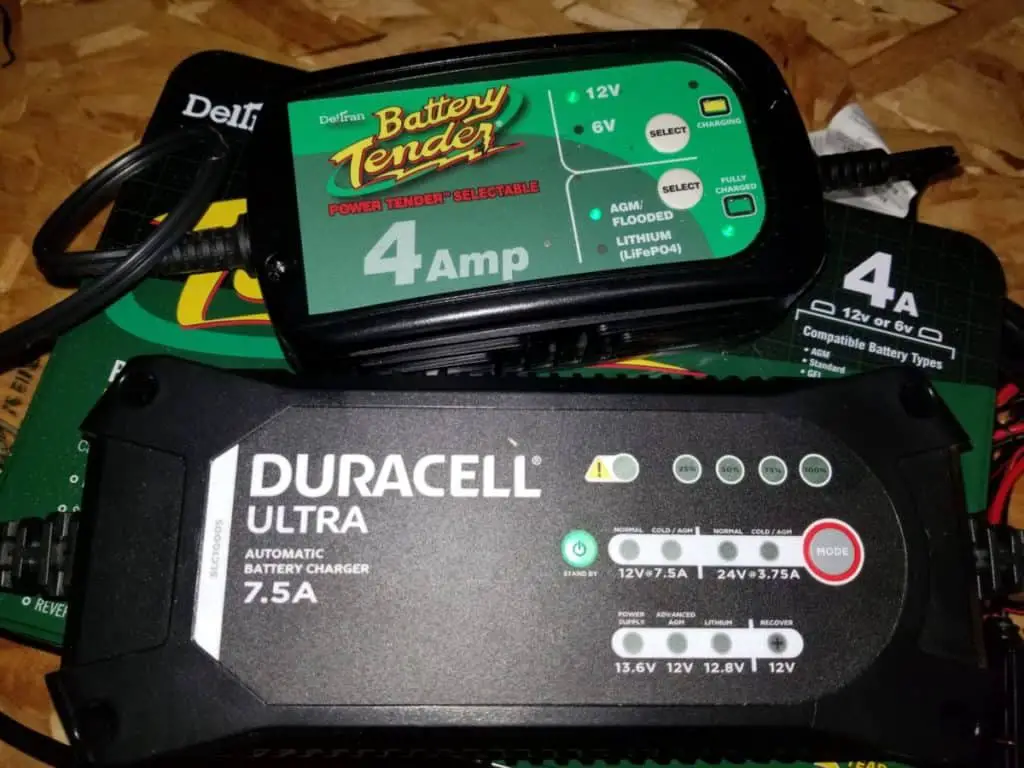 Deltran
Battery
Tender®
POWER TENDER™ SELECTABLE
4 Amp
12V
6V
SELECT
CHARGING
SELECT
FULLY
CHARGED
AGM/
FLOODED
LITHIUM
(LiFePO4)
4A
12v or 6v
Compatible Battery Types
• AGM
• Standard
• GEL
DURACELL®
ULTRA
AUTOMATIC
BATTERY CHARGER
7.5A
!
25%
50%
75%
100%
STAND BY
NORMAL
COLD / AGM
NORMAL
COLD / AGM
12V=7.5A
24V=3.75A
MODE
POWER
SUPPLY
ADVANCED
AGM
LITHIUM
RECOVER
13.6V
12V
12.8V
12V